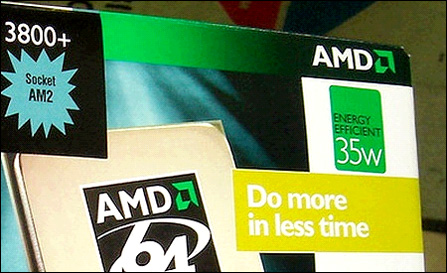 3800+
AMD
Socket
AM2
ENERGY
EFFICIENT
35w
AMD
64
Do more
in less time